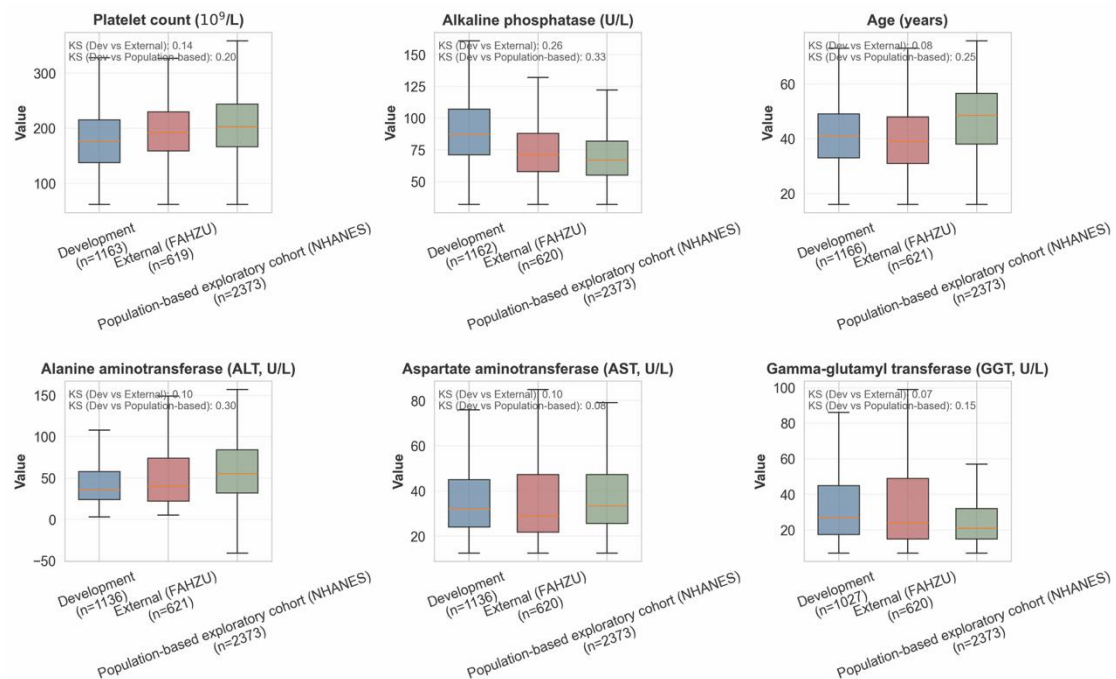 Platelet count (10⁹/L)
KS (Dev vs External): 0.14
KS (Dev vs Population-based): 0.20
Value
300
200
100
Development
(n=1163)
External (FAHZU)
(n=619)
Population-based exploratory cohort (NHANES)
(n=2373)
Alkaline phosphatase (U/L)
KS (Dev vs External): 0.26
KS (Dev vs Population-based): 0.33
Value
150
125
100
75
50
Development
(n=1162)
External (FAHZU)
(n=620)
Population-based exploratory cohort (NHANES)
(n=2373)
Age (years)
KS (Dev vs External): 0.08
KS (Dev vs Population-based): 0.25
Value
60
40
20
Development
(n=1166)
External (FAHZU)
(n=621)
Population-based exploratory cohort (NHANES)
(n=2373)
Alanine aminotransferase (ALT, U/L)
KS (Dev vs External): 0.10
KS (Dev vs Population-based): 0.30
Value
150
100
50
0
−50
Development
(n=1136)
External (FAHZU)
(n=621)
Population-based exploratory cohort (NHANES)
(n=2373)
Aspartate aminotransferase (AST, U/L)
KS (Dev vs External): 0.10
KS (Dev vs Population-based): 0.08
Value
80
60
40
20
Development
(n=1136)
External (FAHZU)
(n=620)
Population-based exploratory cohort (NHANES)
(n=2373)
Gamma-glutamyl transferase (GGT, U/L)
KS (Dev vs External): 0.07
KS (Dev vs Population-based): 0.15
Value
100
80
60
40
20
Development
(n=1027)
External (FAHZU)
(n=620)
Population-based exploratory cohort (NHANES)
(n=2373)